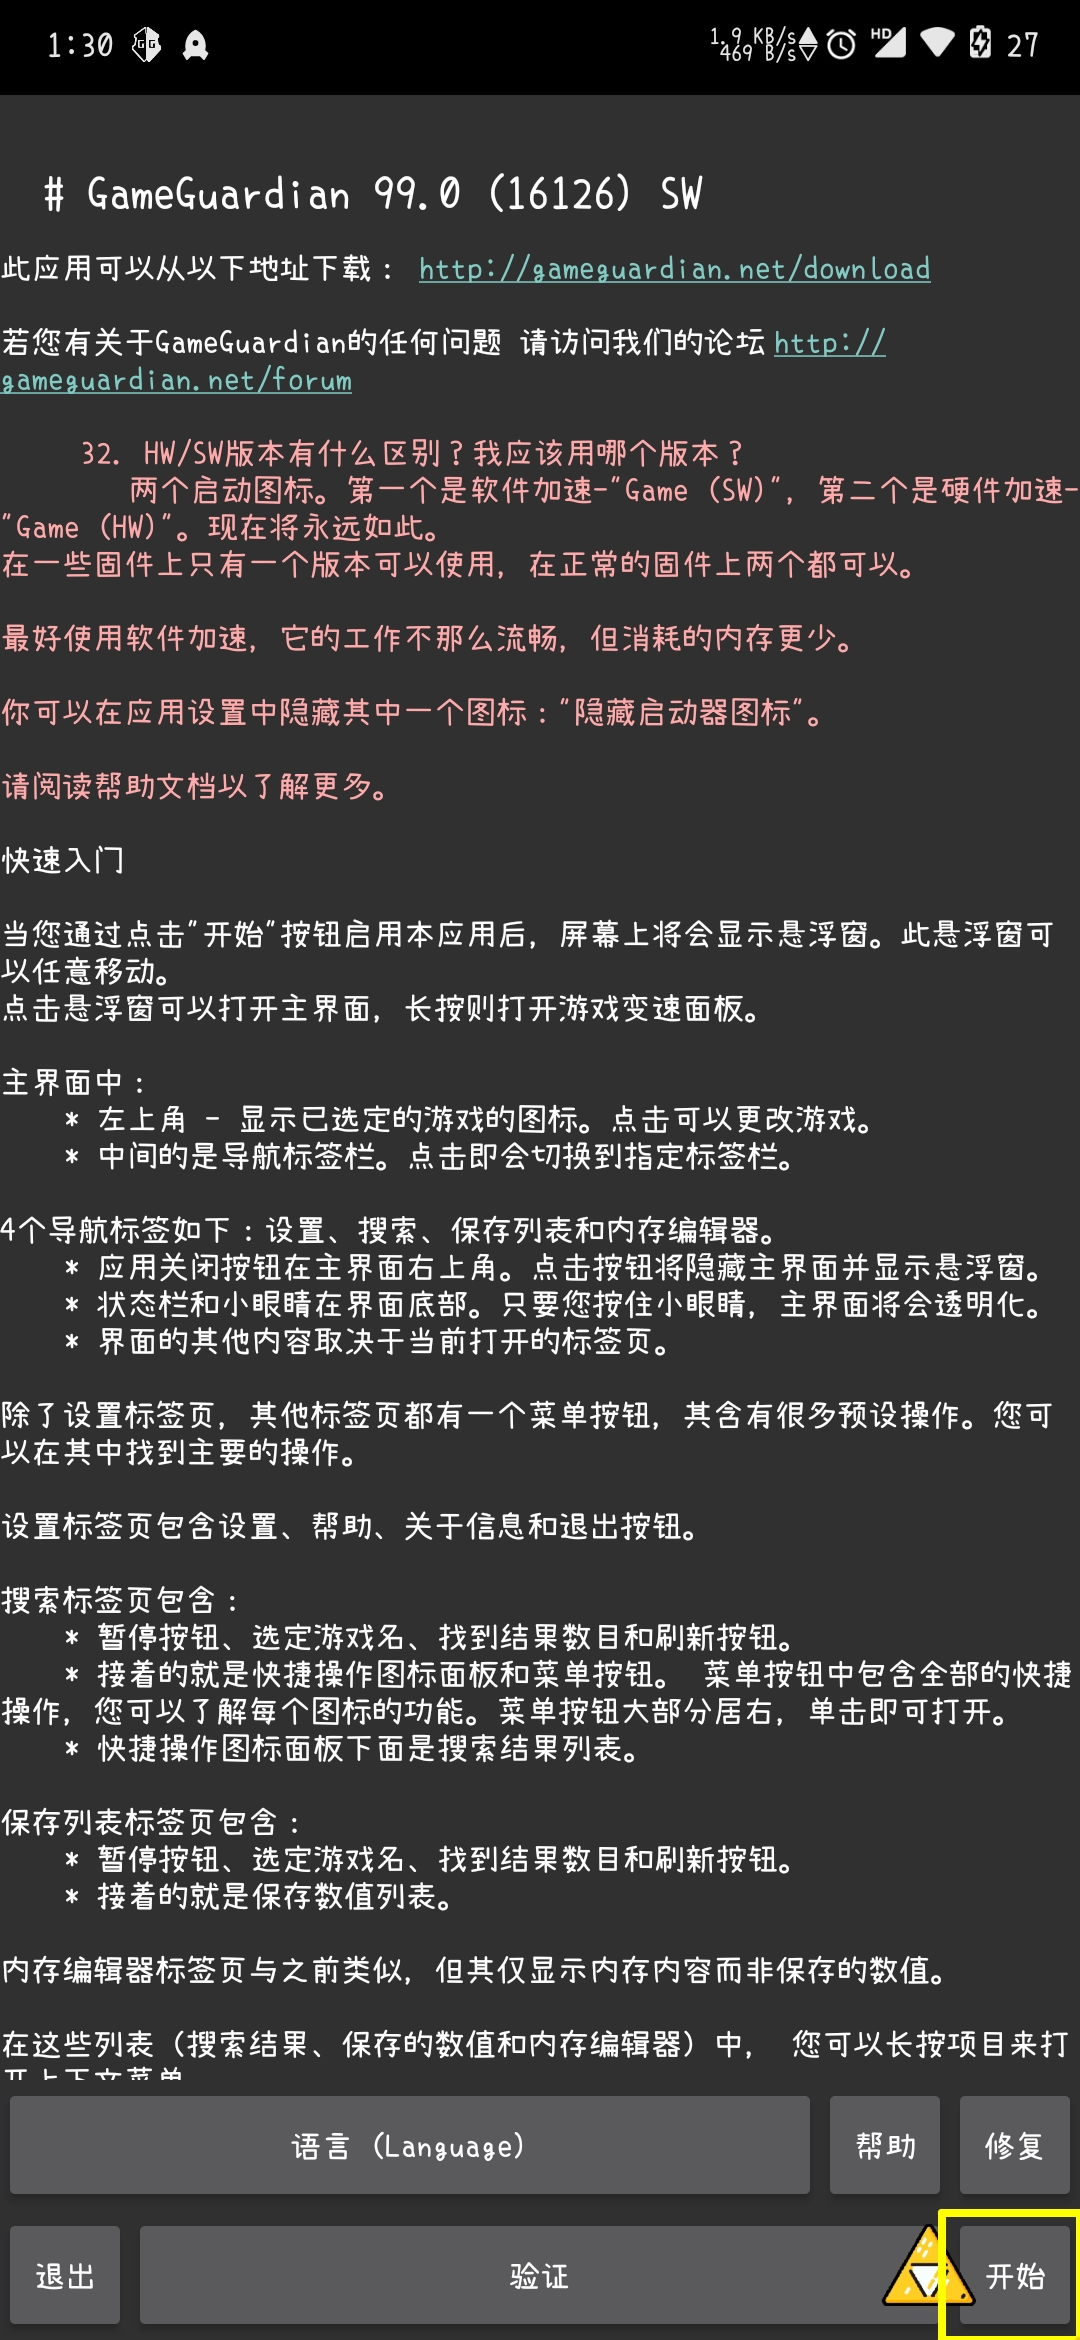 1:30
1.9 KB/s
469 B/s
HD
27
# GameGuardian 99.0 (16126) SW
此应用可以从以下地址下载： http://gameguardian.net/download
若您有关于GameGuardian的任何问题 请访问我们的论坛 http://
gameguardian.net/forum
32. HW/SW版本有什么区别？我应该用哪个版本？
两个启动图标。第一个是软件加速-"Game (SW)"，第二个是硬件加速-
"Game (HW)"。现在将永远如此。
在一些固件上只有一个版本可以使用，在正常的固件上两个都可以。
最好使用软件加速，它的工作不那么流畅，但消耗的内存更少。
你可以在应用设置中隐藏其中一个图标："隐藏启动器图标"。
请阅读帮助文档以了解更多。
快速入门
当您通过点击"开始"按钮启用本应用后，屏幕上将会显示悬浮窗。此悬浮窗可
以任意移动。
点击悬浮窗可以打开主界面，长按则打开游戏变速面板。
主界面中：
* 左上角 - 显示已选定的游戏的图标。点击可以更改游戏。
* 中间的是导航标签栏。点击即会切换到指定标签栏。
4个导航标签如下：设置、搜索、保存列表和内存编辑器。
* 应用关闭按钮在主界面右上角。点击按钮将隐藏主界面并显示悬浮窗。
* 状态栏和小眼睛在界面底部。只要您按住小眼睛，主界面将会透明化。
* 界面的其他内容取决于当前打开的标签页。
除了设置标签页，其他标签页都有一个菜单按钮，其含有很多预设操作。您可
以在其中找到主要的操作。
设置标签页包含设置、帮助、关于信息和退出按钮。
搜索标签页包含：
* 暂停按钮、选定游戏名、找到结果数目和刷新按钮。
* 接着的就是快捷操作图标面板和菜单按钮。 菜单按钮中包含全部的快捷
操作，您可以了解每个图标的功能。菜单按钮大部分居右，单击即可打开。
* 快捷操作图标面板下面是搜索结果列表。
保存列表标签页包含：
* 暂停按钮、选定游戏名、找到结果数目和刷新按钮。
* 接着的就是保存数值列表。
内存编辑器标签页与之前类似，但其仅显示内存内容而非保存的数值。
在这些列表（搜索结果、保存的数值和内存编辑器）中， 您可以长按项目来打
开上下文菜单
语言 (Language)
帮助
修复
退出
验证
开始